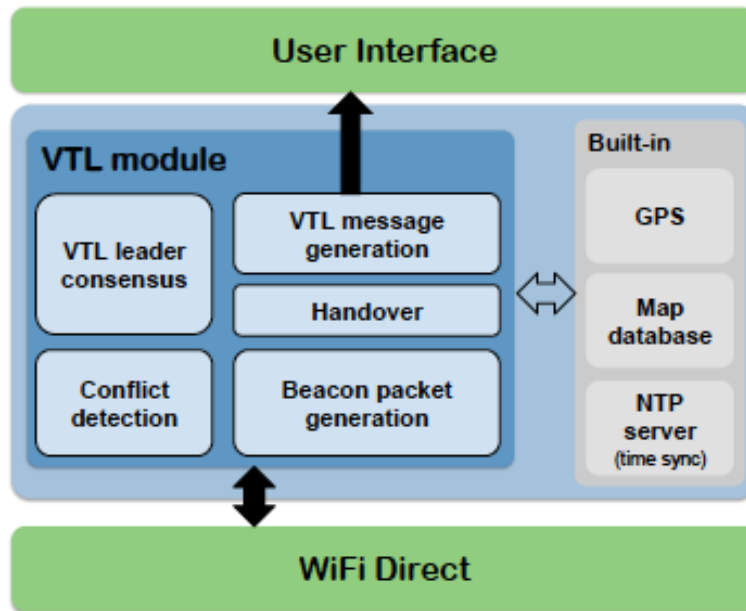 User Interface
VTL module
VTL leader
consensus
VTL message
generation
Handover
Conflict
detection
Beacon packet
generation
Built-in
GPS
Map
database
NTP
server
(time sync)
WiFi Direct